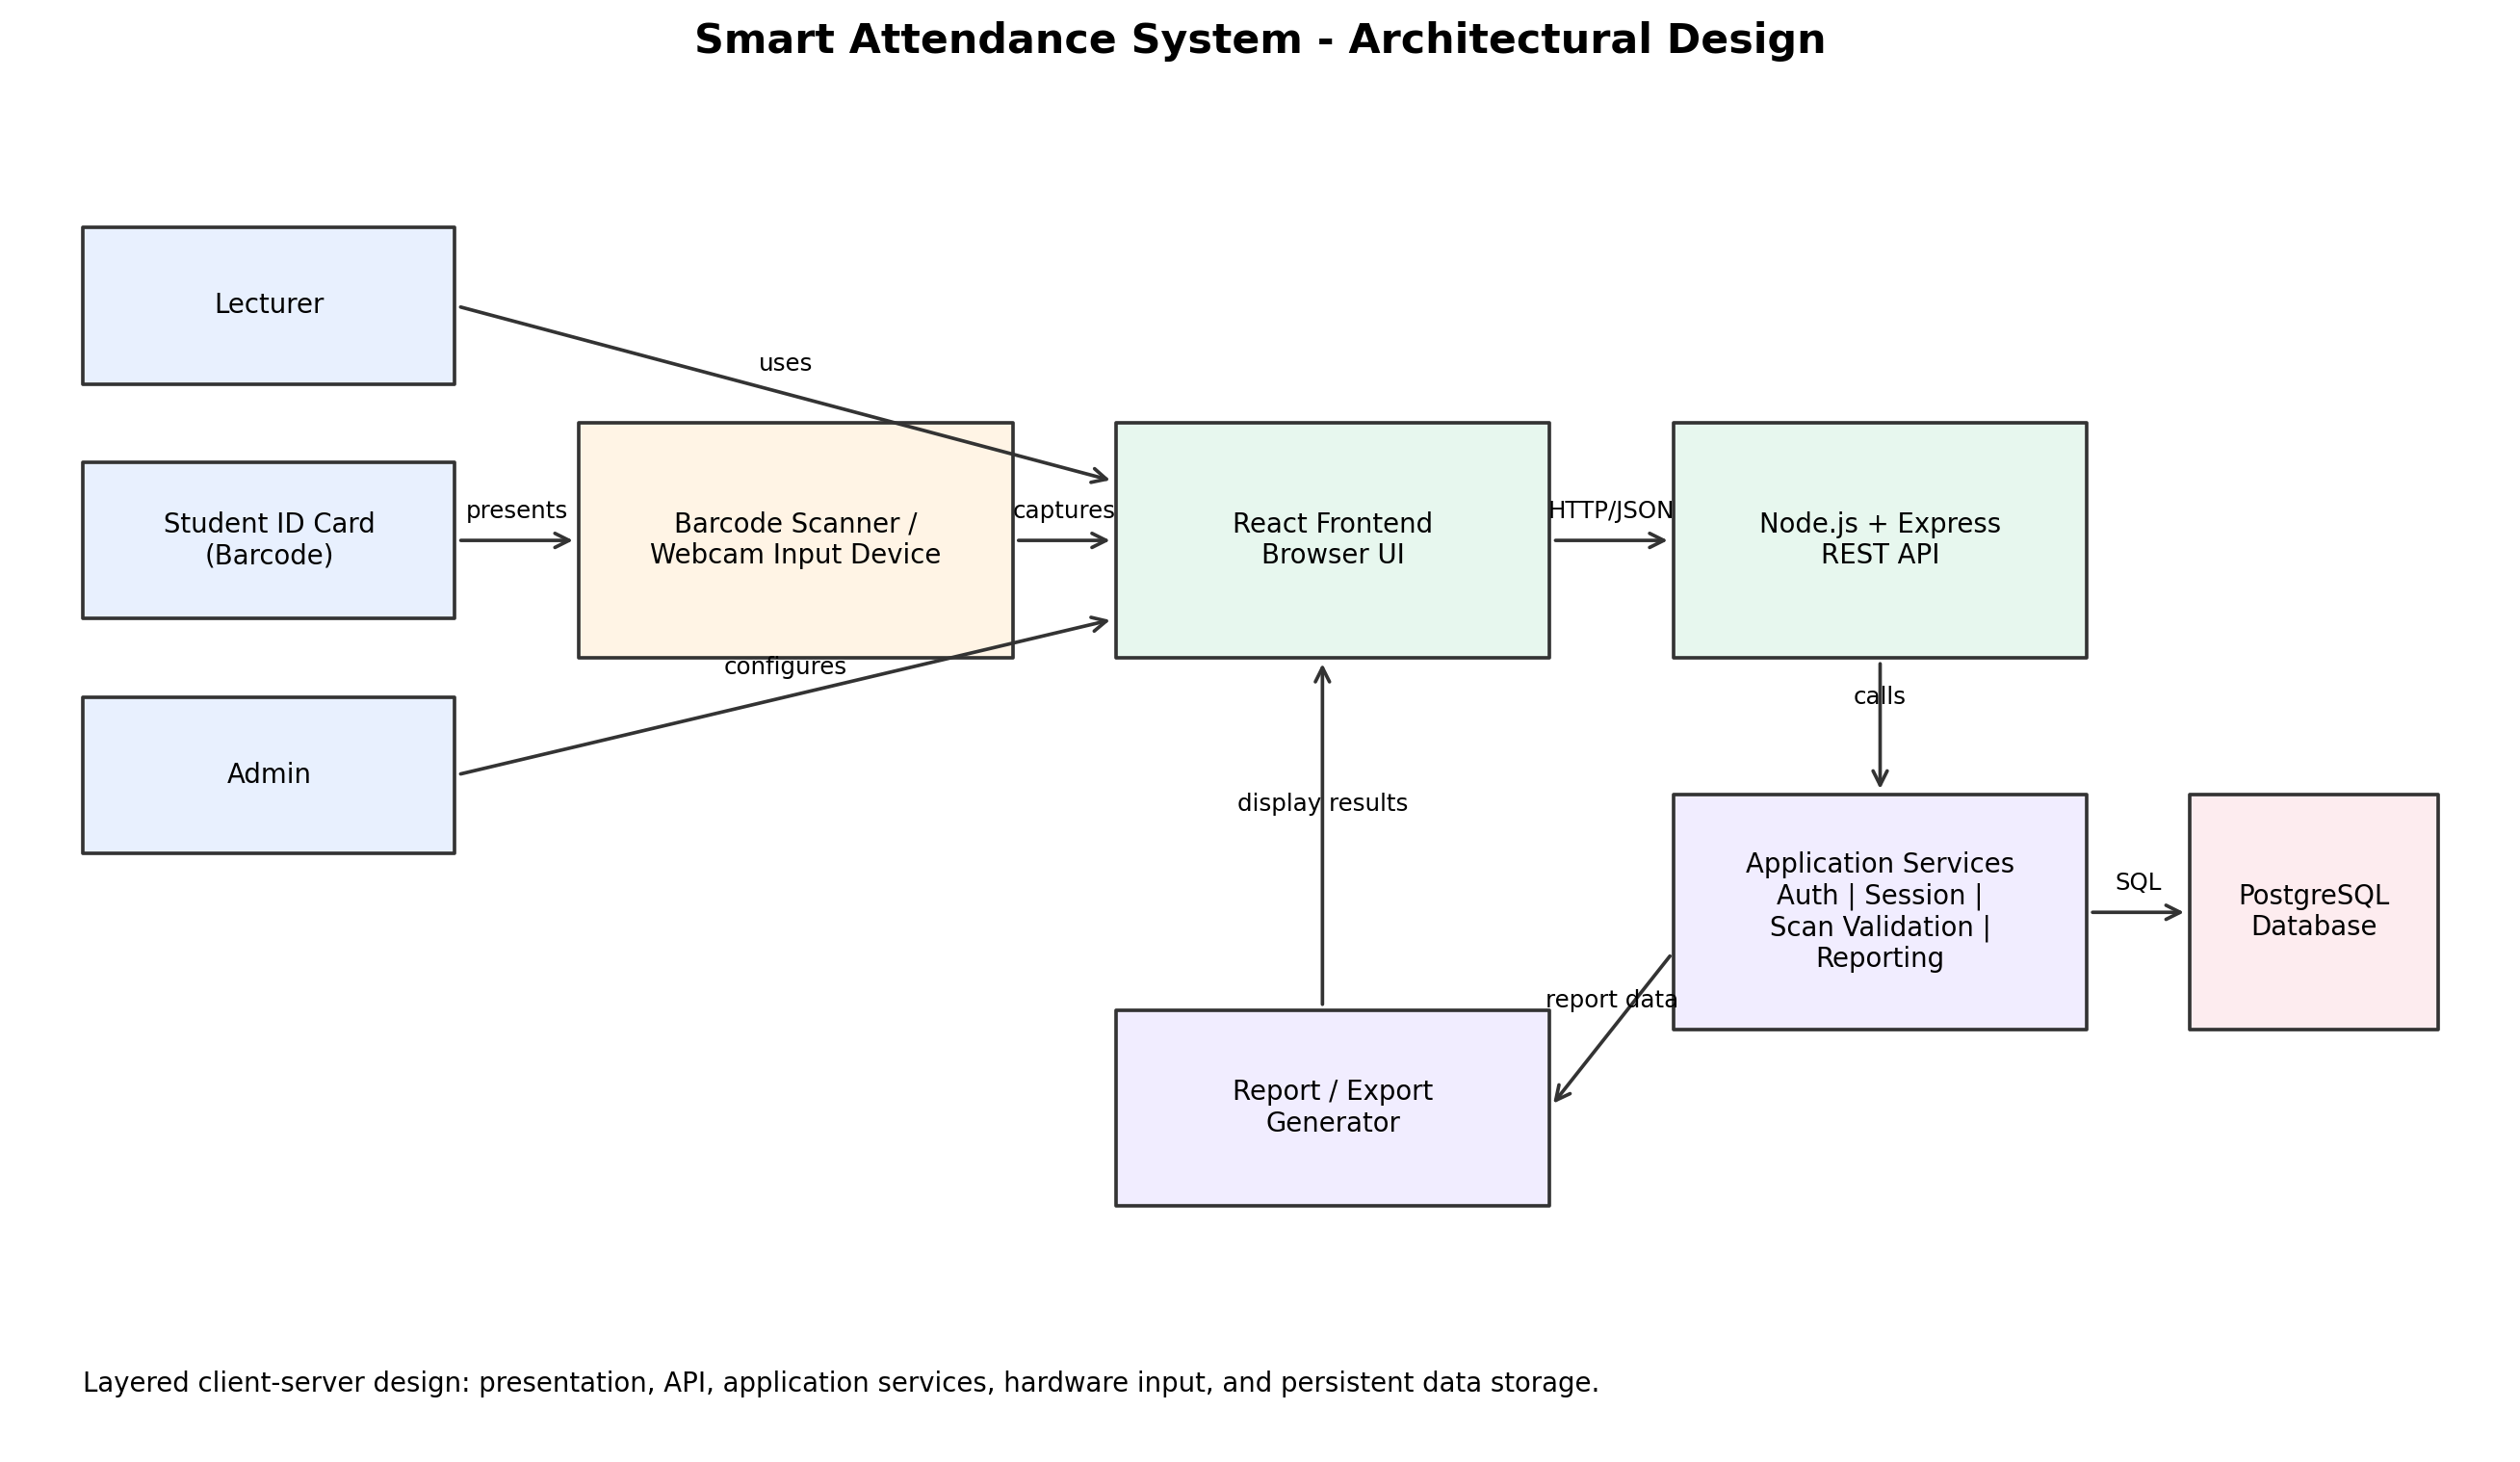 Smart Attendance System - Architectural Design
Lecturer
uses
Student ID Card
(Barcode)
presents
Barcode Scanner /
Webcam Input Device
captures
React Frontend
Browser UI
HTTP/JSON
Node.js + Express
REST API
configures
calls
Admin
display results
Application Services
Auth | Session |
Scan Validation |
Reporting
SQL
PostgreSQL
Database
report data
Report / Export
Generator
Layered client-server design: presentation, API, application services, hardware input, and persistent data storage.